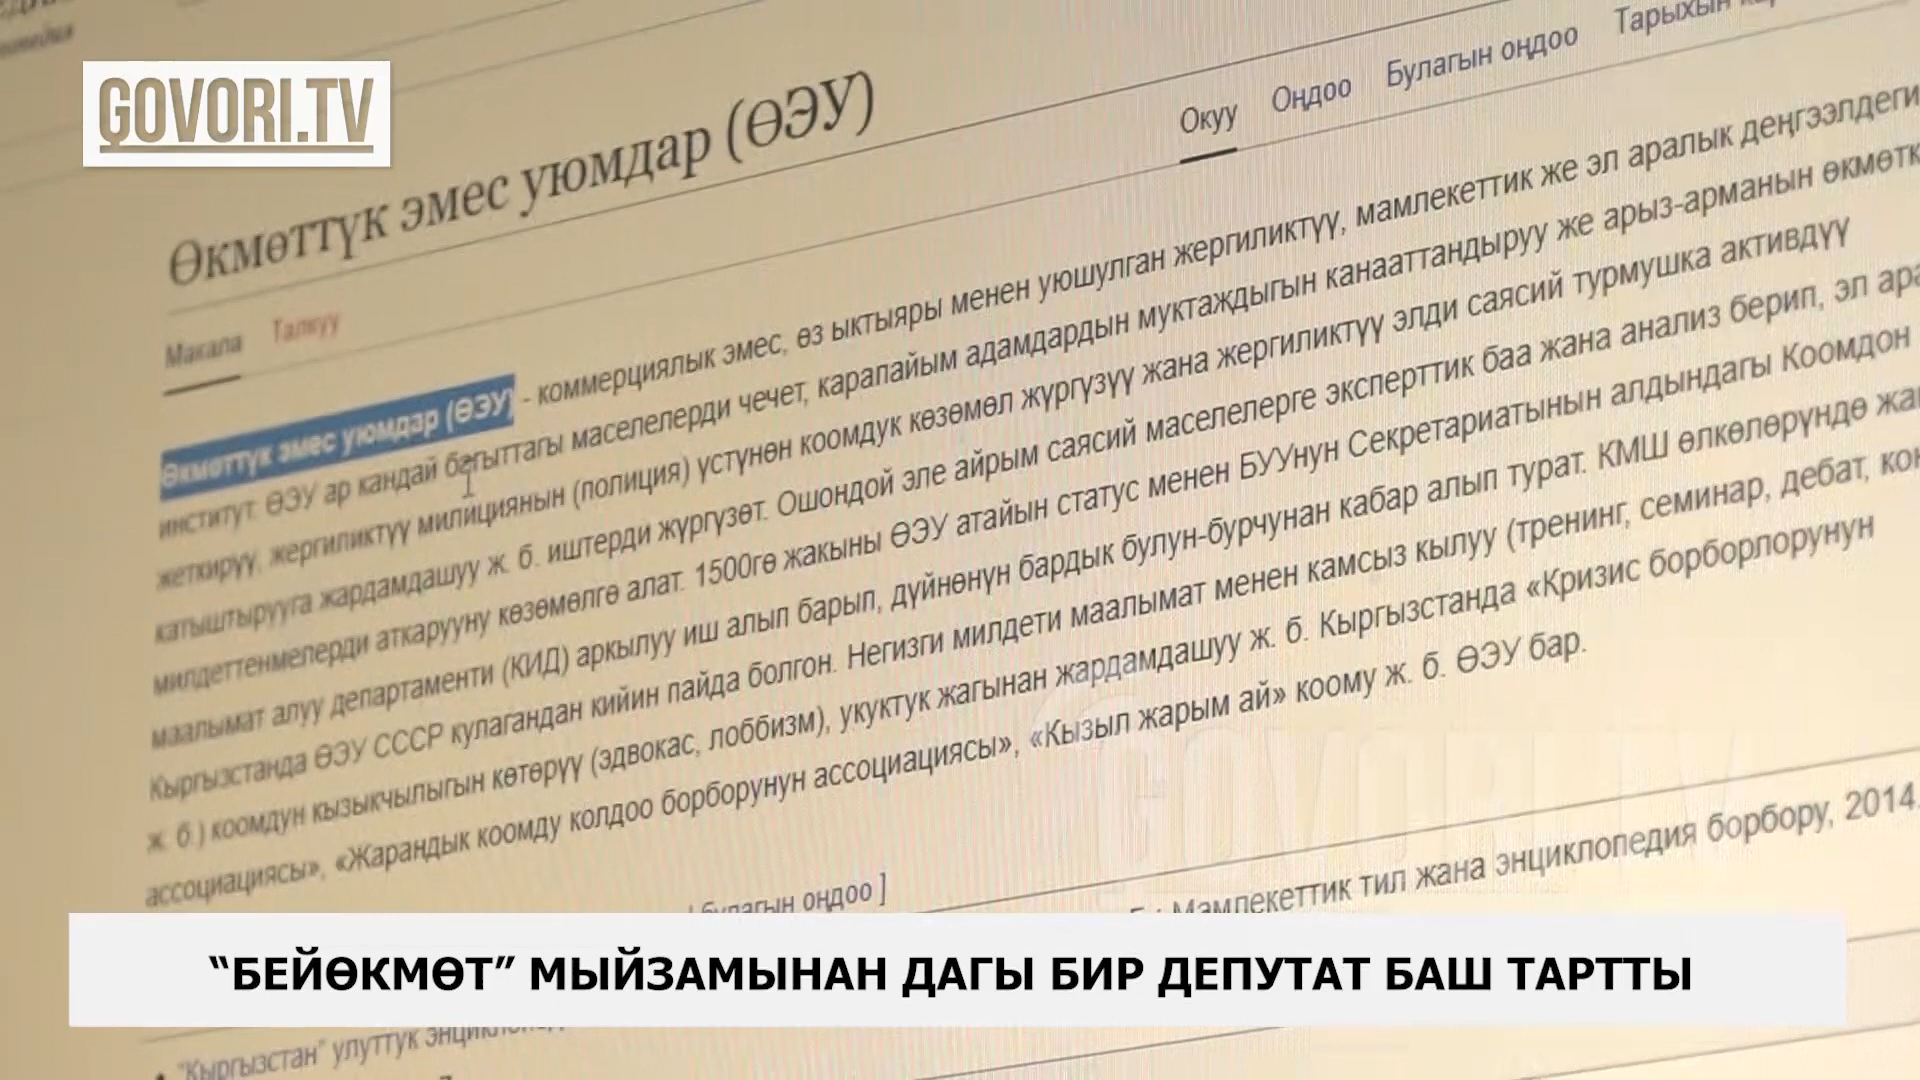 GOVORI.TV
Окуу Оңдоо Булагын оңдоо Тарыхын
Өкмөттүк эмес уюмдар (ӨЭУ)
Макала Талкуу
Өкмөттүк эмес уюмдар (ӨЭУ) - коммерциялык эмес, өз ыктыяры менен уюшулган жергиликтүү, мамлекеттик же эл аралык деңгээлдеги
институт. ӨЭУ ар кандай багыттагы маселелерди чечет, карапайым адамдардын муктаждыгын канааттандыруу же арыз-арманын
жеткирүү, жергиликтүү милициянын (полиция) үстүнөн коомдук көзөмөл жүргүзүү жана жергиликтүү элди саясий турмушка активдүү
катыштырууга жардамдашуу ж. б. иштерди жүргүзөт. Ошондой эле айрым саясий маселелерге эксперттик баа жана анализ берип, эл
милдеттенмелерди аткарууну көзөмөлгө алат. 1500гө жакыны ӨЭУ атайын статус менен БУУнун Секретариатынын алдындагы Коомдон
маалымат алуу департаменти (КИД) аркылуу иш алып барып, дүйнөнүн бардык булун-бурчунан кабар алып турат. КМШ өлкөлөрүндө
Кыргызстанда ӨЭУ СССР кулагандан кийин пайда болгон. Негизги милдети маалымат менен камсыз кылуу (тренинг, семинар, дебат,
ж. б.) коомдун кызыкчылыгын көтөрүү (эдвокас, лоббизм), укуктук жагынан жардамдашуу ж. б. Кыргызстанда «Кризис борборлорунун
ассоциациясы», «Жарандык коомду колдоо борборунун ассоциациясы», «Кызыл жарым ай» коому ж. б. ӨЭУ бар.
булагын оңдоо ]
Мамлекеттик тил жана энциклопедия борбору, 2014.
GOVORI.TV
“БЕЙӨКМӨТ” МЫЙЗАМЫНАН ДАГЫ БИР ДЕПУТАТ БАШ ТАРТТЫ
"Кыргызстан" улуттук